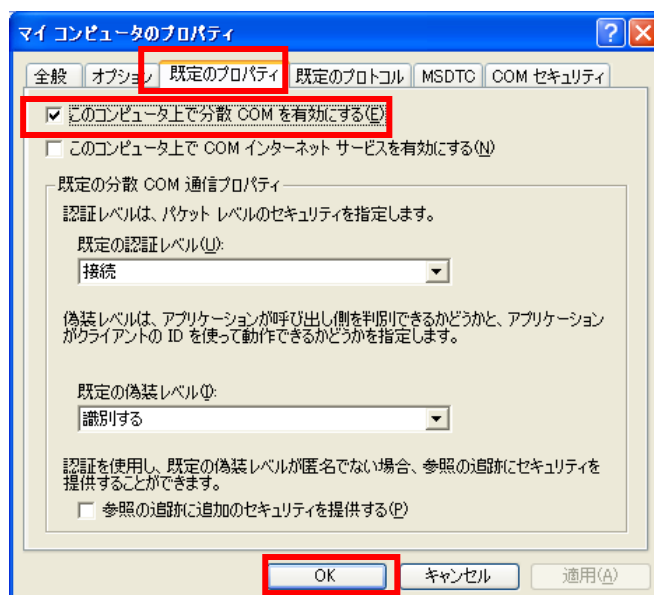 マイ コンピュータのプロパティ
全般 オプション 既定のプロパティ 既定のプロトコル MSDTC COM セキュリティ
このコンピュータ上で分散 COM を有効にする(E)
このコンピュータ上で COM インターネット サービスを有効にする(N)
既定の分散 COM 通信プロパティ
認証レベルは、パケット レベルのセキュリティを指定します。
既定の認証レベル(U):
接続
偽装レベルは、アプリケーションが呼び出し側を判別できるかどうかと、アプリケーション
がクライアントの ID を使って動作できるかどうかを指定します。
既定の偽装レベル(I):
識別する
認証を使用し、既定の偽装レベルが匿名でない場合、参照の追跡にセキュリティを
提供することができます。
参照の追跡に追加のセキュリティを提供する(P)
OK キャンセル 適用(A)